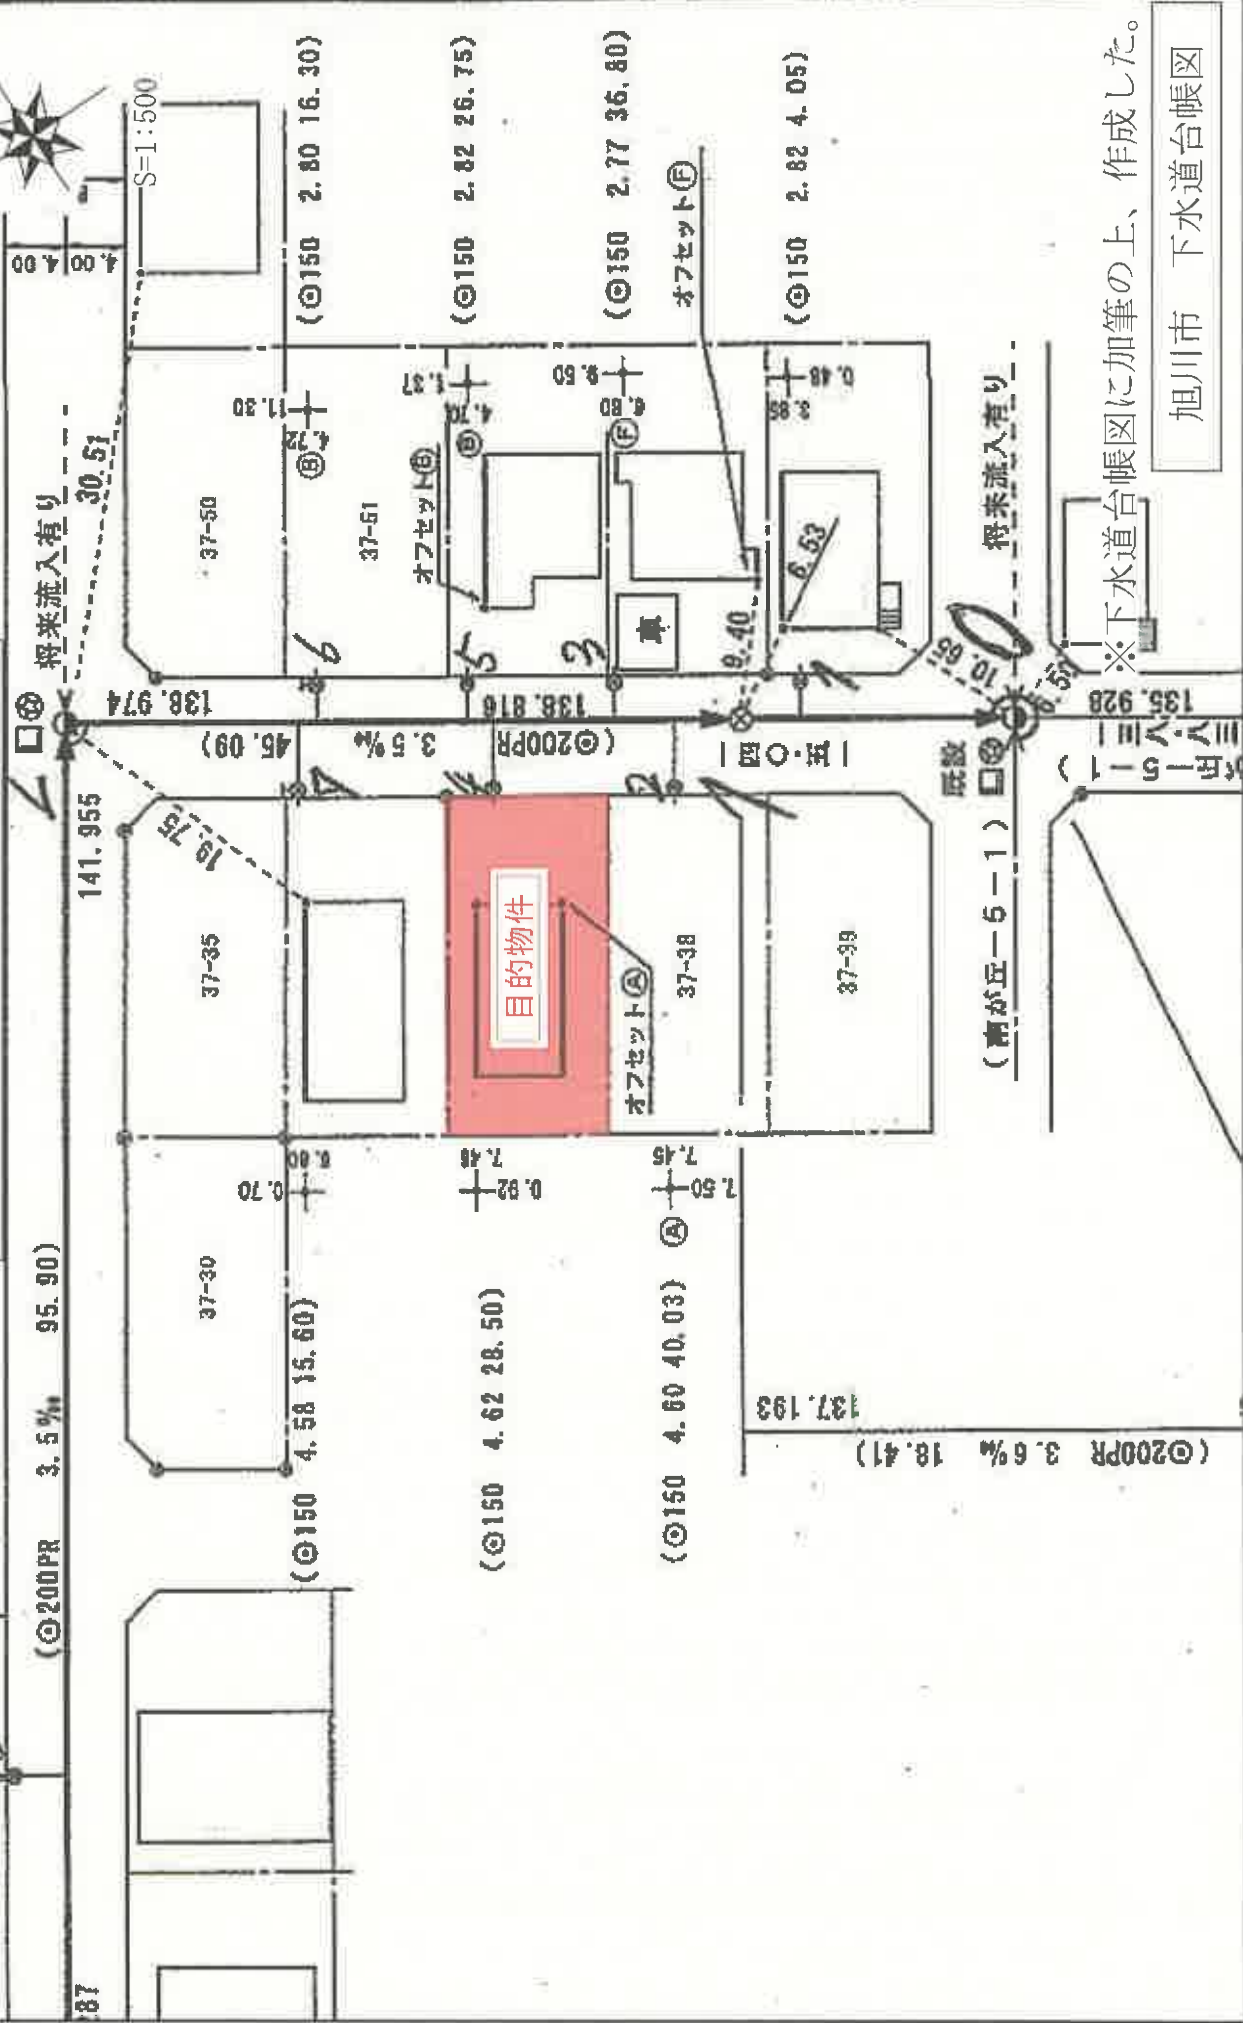 S=1:500
4.00
4.00
将来流入有り
30.51
(◎150 2.80 16.30)
(◎150 2.82 26.75)
(◎150 2.77 36.80)
オフセットⒻ
(◎150 2.82 4.05)
37-50
11.30
4.72
Ⓑ
37-51
オフセットⒷ
1.37
4.70
Ⓑ
9.50
6.80
Ⓕ
車
0.48
3.85
6.53
9.40
将来流入有り
10.65
138.974
138.816
(◎200PR 3.5‰ 45.09)
既設
135.928
141.955
19.75
37-35
目的物件
オフセットⒶ
37-38
37-39
(南が丘-5-1)
37-30
0.70
6.80
0.92
7.48
7.50
7.45
Ⓐ
(◎200PR 3.5‰ 95.90)
(◎150 4.58 15.60)
(◎150 4.62 28.50)
(◎150 4.60 40.03)
137.193
(◎200PR 3.6‰ 18.41)
※下水道台帳図に加筆の上、作成した。
旭川市 下水道台帳図